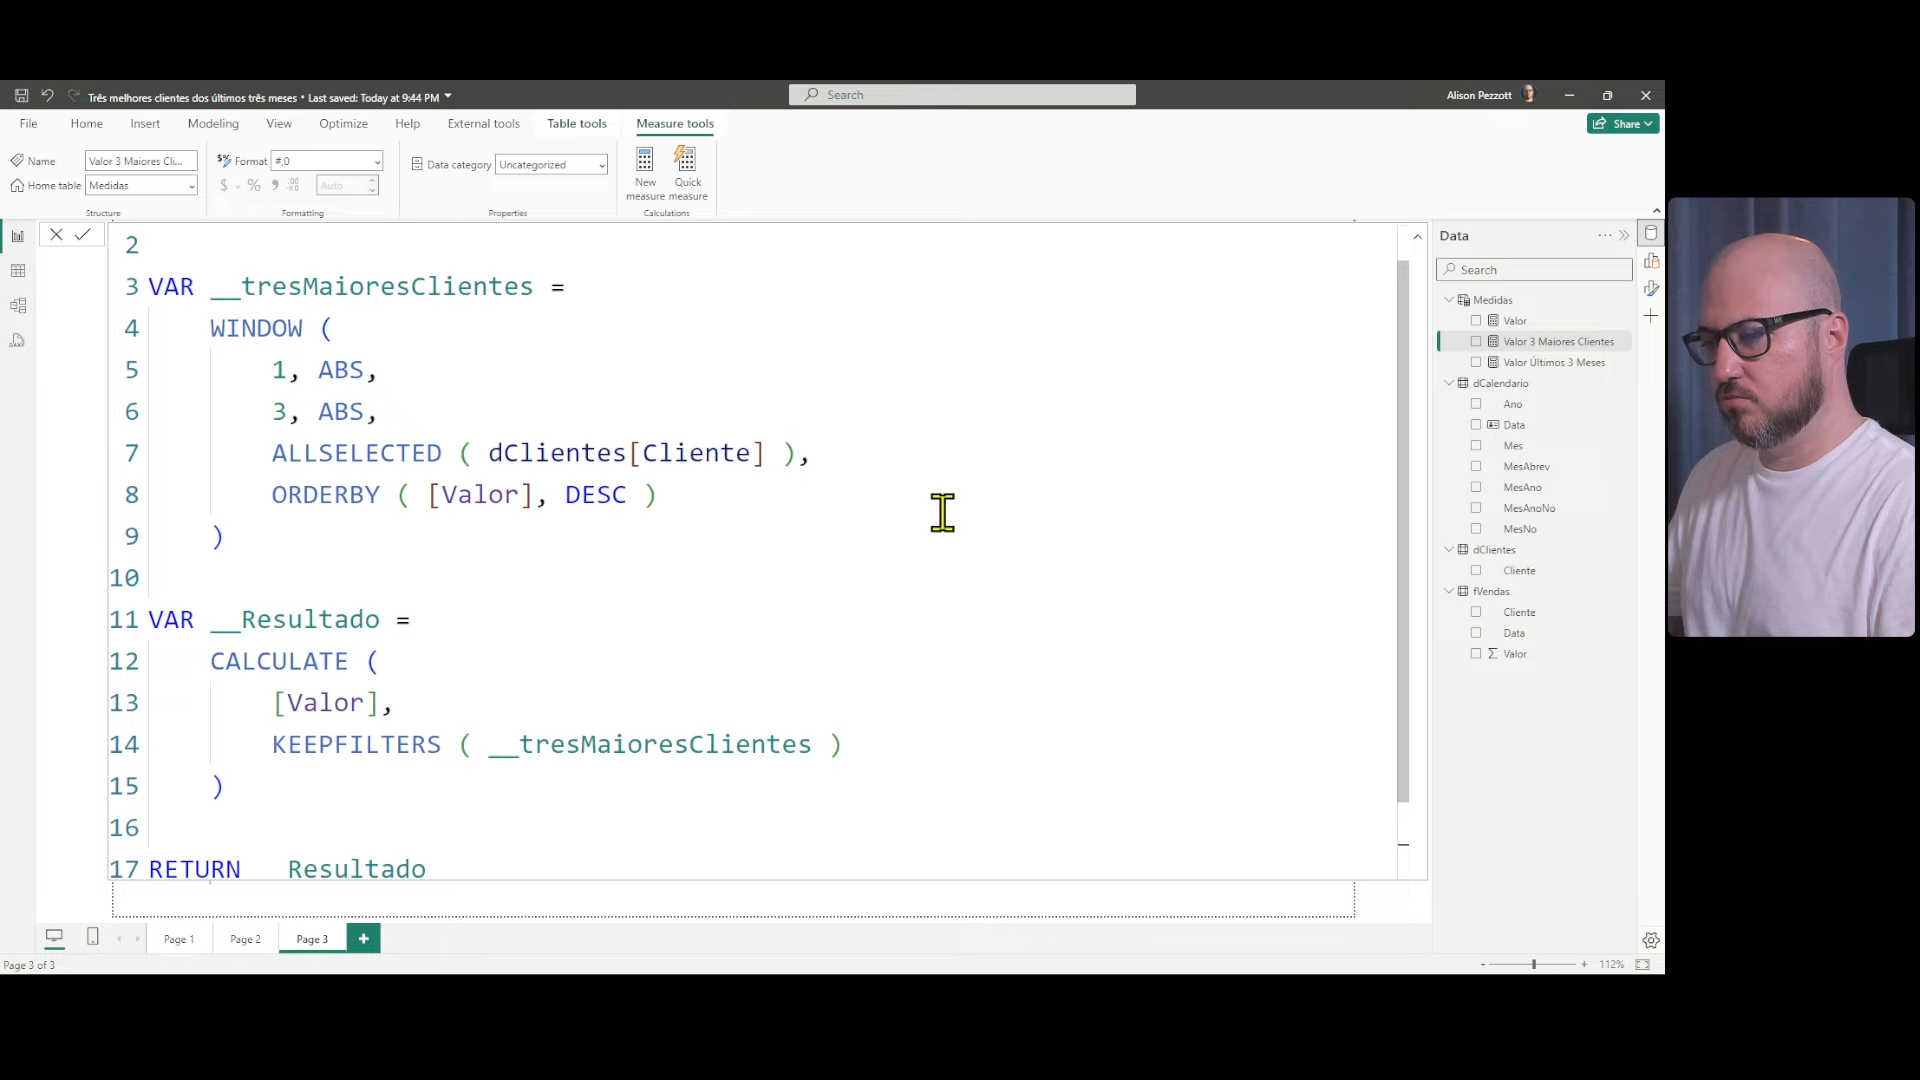 Três melhores clientes dos últimos três meses • Last saved: Today at 9:44 PM
Search
Alison Pezzott
File
Home
Insert
Modeling
View
Optimize
Help
External tools
Table tools
Measure tools
Share
Name
Valor 3 Maiores Cli...
Home table
Medidas
Structure
Format
#,0
$ %
Auto
Formatting
Data category
Uncategorized
Properties
New measure
Quick measure
Calculations
2
3 VAR __tresMaioresClientes =
4 WINDOW (
5 1, ABS,
6 3, ABS,
7 ALLSELECTED ( dClientes[Cliente] ),
8 ORDERBY ( [Valor], DESC )
9 )
10
11 VAR __Resultado =
12 CALCULATE (
13 [Valor],
14 KEEPFILTERS ( __tresMaioresClientes )
15 )
16
17 RETURN Resultado
Data
Search
Medidas
Valor
Valor 3 Maiores Clientes
Valor Últimos 3 Meses
dCalendario
Ano
Data
Mes
MesAbrev
MesAno
MesAnoNo
MesNo
dClientes
Cliente
fVendas
Cliente
Data
Valor
Page 1
Page 2
Page 3
Page 3 of 3
112%